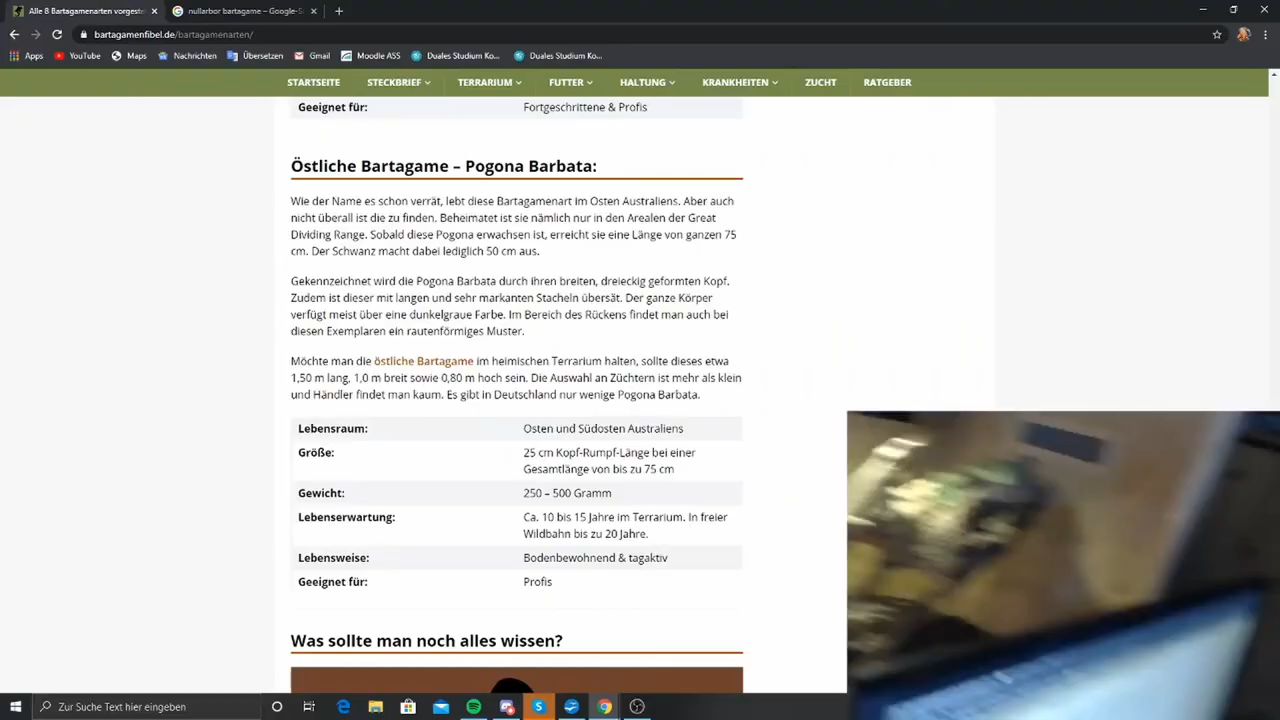 Alle 8 Bartagamenarten vorgeste
nullarbor bartagame – Google-S
bartagamenfibel.de/bartagamenarten/
Apps
YouTube
Maps
Nachrichten
Übersetzen
Gmail
Moodle ASS
Duales Studium Ko...
Duales Studium Ko...
STARTSEITE
STECKBRIEF
TERRARIUM
FUTTER
HALTUNG
KRANKHEITEN
ZUCHT
RATGEBER
Geeignet für: Fortgeschrittene & Profis
Östliche Bartagame – Pogona Barbata:
Wie der Name es schon verrät, lebt diese Bartagamenart im Osten Australiens. Aber auch
nicht überall ist die zu finden. Beheimatet ist sie nämlich nur in den Arealen der Great
Dividing Range. Sobald diese Pogona erwachsen ist, erreicht sie eine Länge von ganzen 75
cm. Der Schwanz macht dabei lediglich 50 cm aus.
Gekennzeichnet wird die Pogona Barbata durch ihren breiten, dreieckig geformten Kopf.
Zudem ist dieser mit langen und sehr markanten Stacheln übersät. Der ganze Körper
verfügt meist über eine dunkelgraue Farbe. Im Bereich des Rückens findet man auch bei
diesen Exemplaren ein rautenförmiges Muster.
Möchte man die östliche Bartagame im heimischen Terrarium halten, sollte dieses etwa
1,50 m lang, 1,0 m breit sowie 0,80 m hoch sein. Die Auswahl an Züchtern ist mehr als klein
und Händler findet man kaum. Es gibt in Deutschland nur wenige Pogona Barbata.
Lebensraum: Osten und Südosten Australiens
Größe: 25 cm Kopf-Rumpf-Länge bei einer
Gesamtlänge von bis zu 75 cm
Gewicht: 250 – 500 Gramm
Lebenserwartung: Ca. 10 bis 15 Jahre im Terrarium. In freier
Wildbahn bis zu 20 Jahre.
Lebensweise: Bodenbewohnend & tagaktiv
Geeignet für: Profis
Was sollte man noch alles wissen?
Zur Suche Text hier eingeben